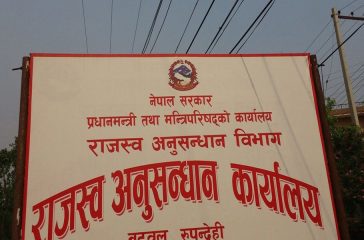 नेपाल सरकार
प्रधानमन्त्री तथा मन्त्रिपरिषद्को कार्यालय
राजस्व अनुसन्धान विभाग
राजस्व अनुसन्धान कार्यालय
बुटवल, रुपन्देही